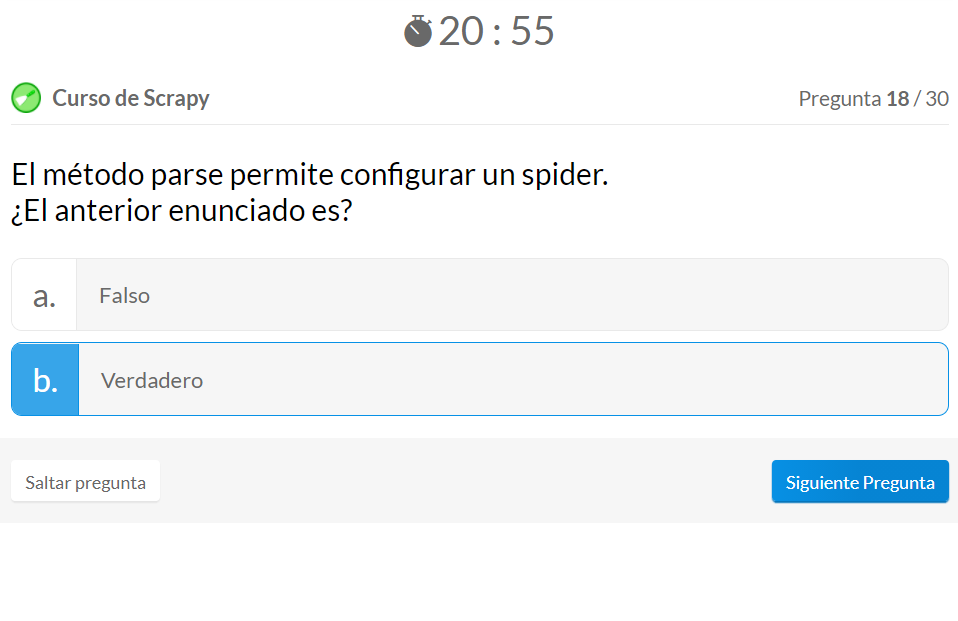 20 : 55
Curso de Scrapy
Pregunta 18 / 30
El método parse permite configurar un spider.
¿El anterior enunciado es?
a.
Falso
b.
Verdadero
Saltar pregunta
Siguiente Pregunta